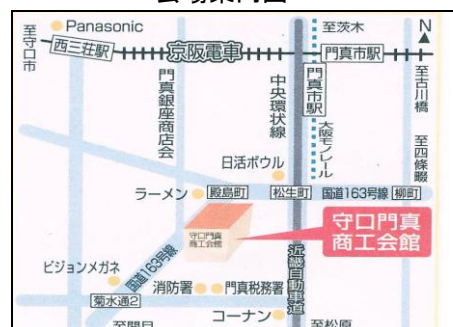 Panasonic
至茨木
N
至守口市
西三荘駅
京阪電車
門真市駅
門真市駅
至古川橋
門真銀座商店会
中央環状線
大阪モノレール
至四條畷
日活ボウル
ラーメン
殿島町
松生町
国道163号線
柳町
守口門真
商工会館
守口門真
商工会館
国道163号線
近畿自動車道
ビジョンメガネ
菊水通2
消防署
門真税務署
コーナン
至松原